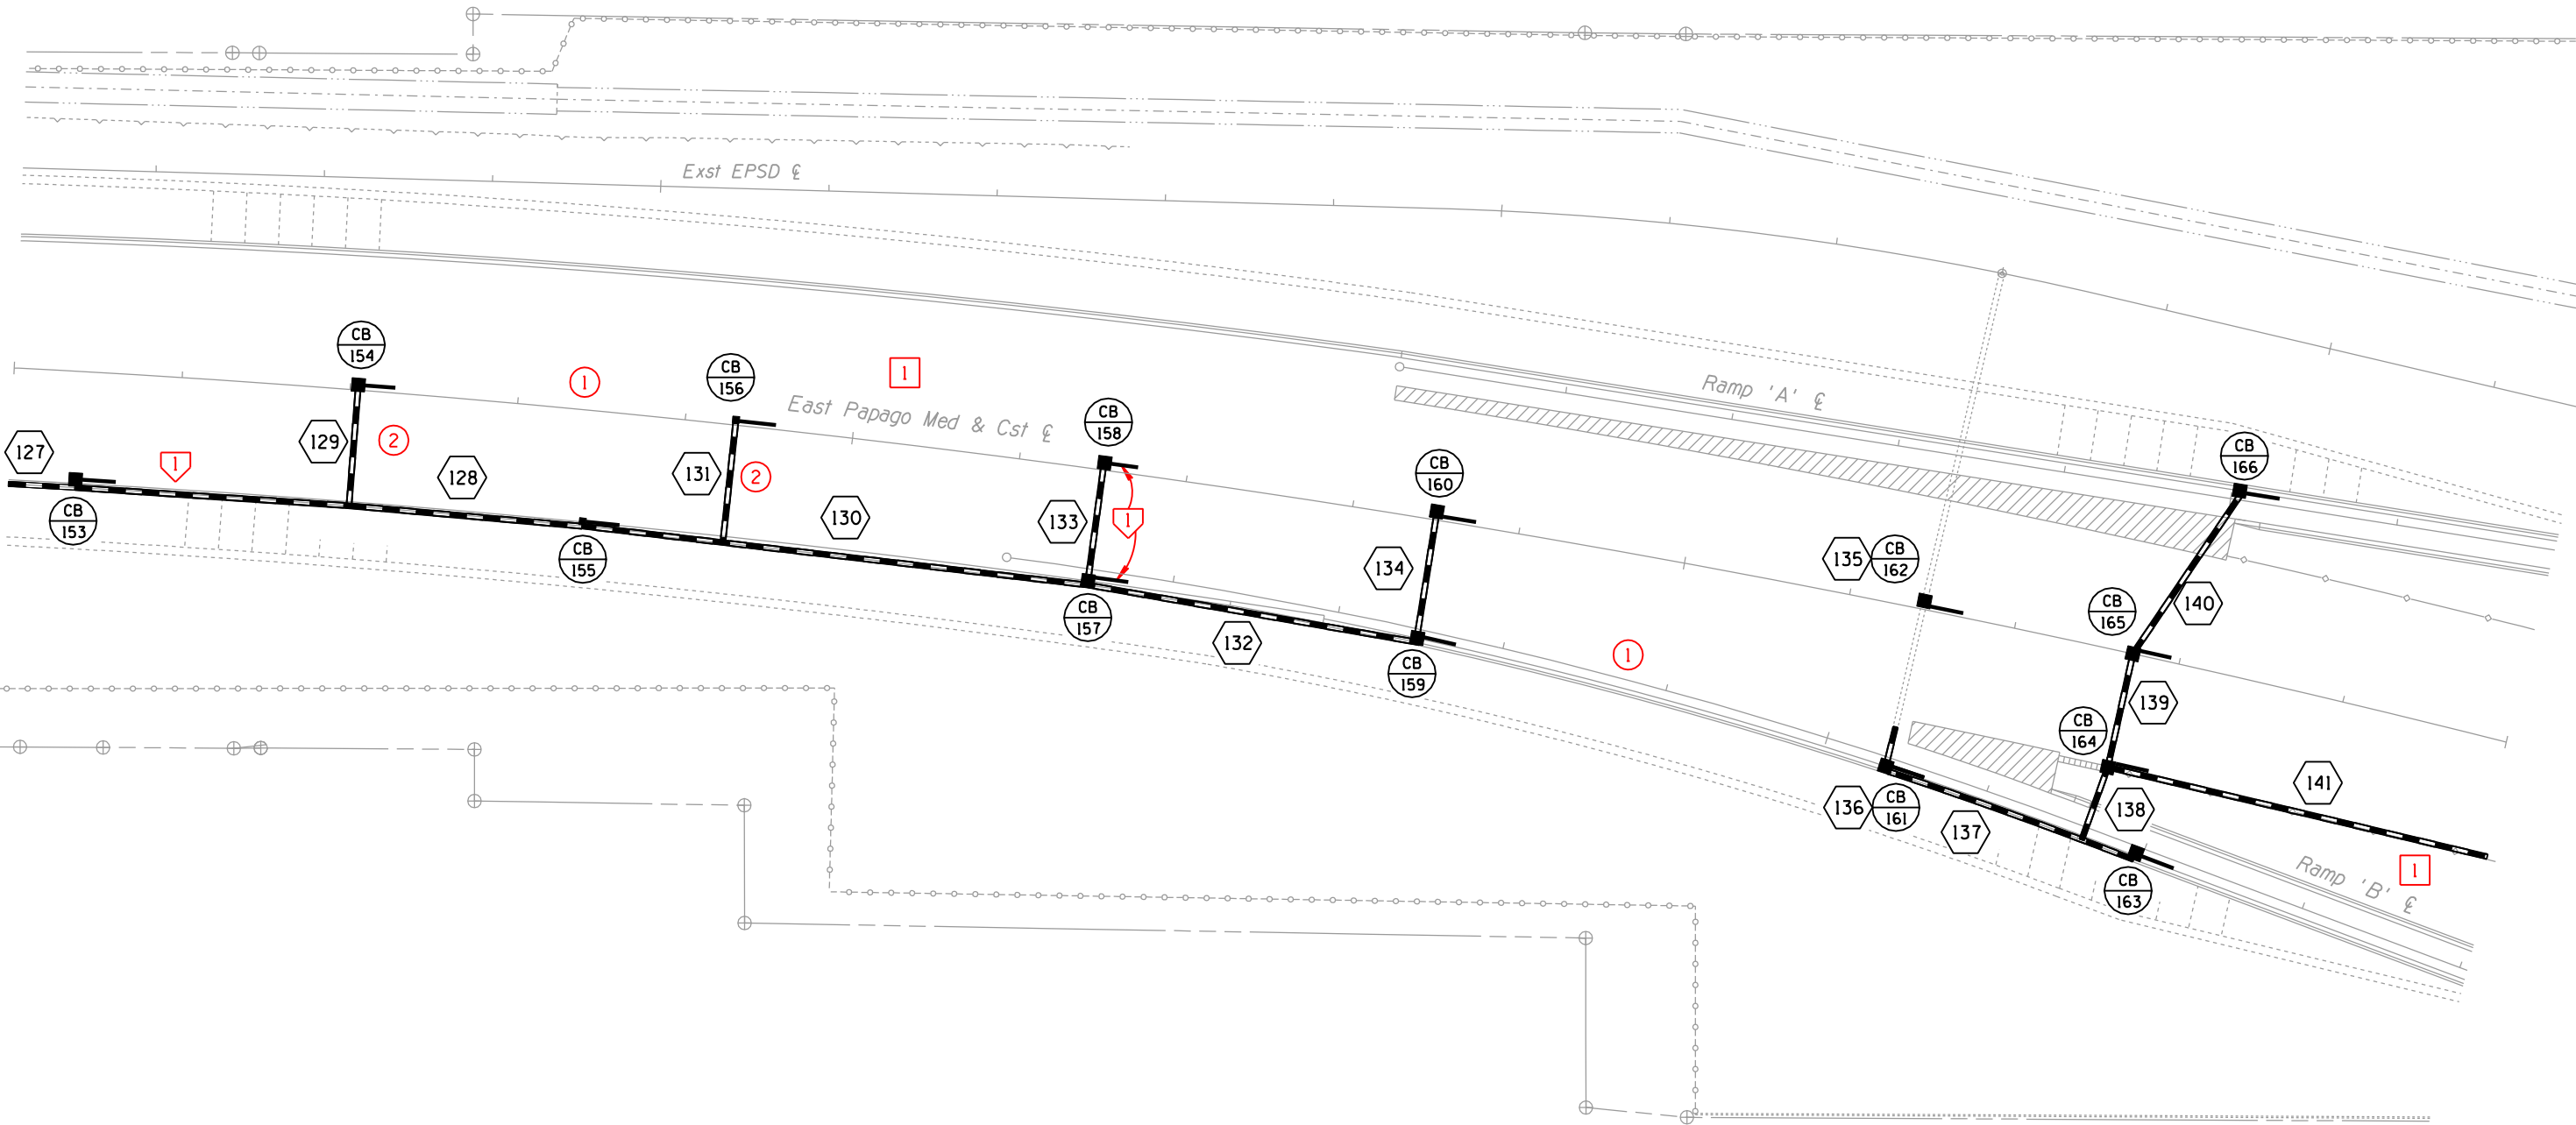 Exst EPSD ℄
CB
154
CB
156
1
1
East Papago Med & Cst ℄
Ramp 'A' ℄
CB
158
127
1
129
2
128
131
2
130
133
1
CB
160
CB
166
CB
153
CB
155
CB
157
132
134
CB
159
1
135
CB
162
CB
165
140
139
CB
164
141
136
CB
161
137
138
1
Ramp 'B' ℄
CB
163